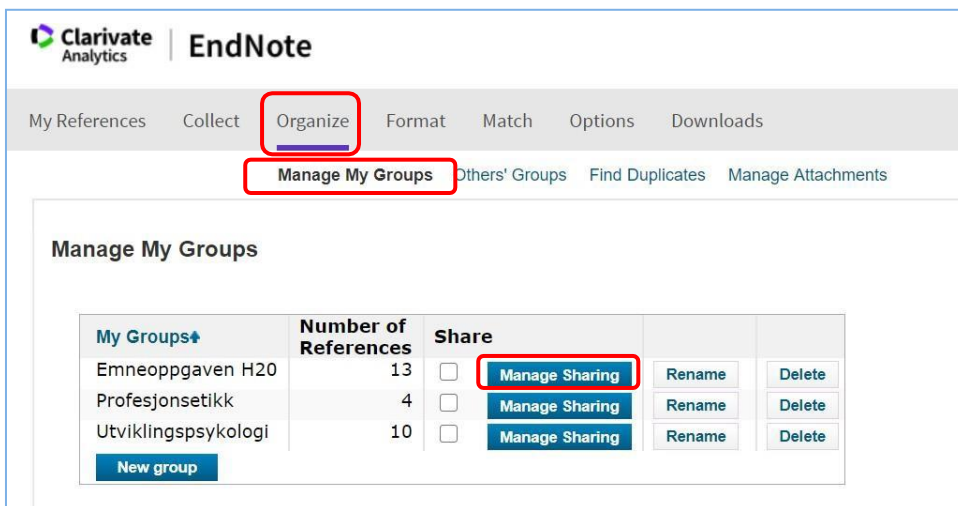 Clarivate
Analytics
EndNote
My References Collect Organize Format Match Options Downloads
Manage My Groups Others' Groups Find Duplicates Manage Attachments
Manage My Groups
My Groups Number of References Share
Emneoppgaven H20 13 Manage Sharing Rename Delete
Profesjonsetikk 4 Manage Sharing Rename Delete
Utviklingspsykologi 10 Manage Sharing Rename Delete
New group